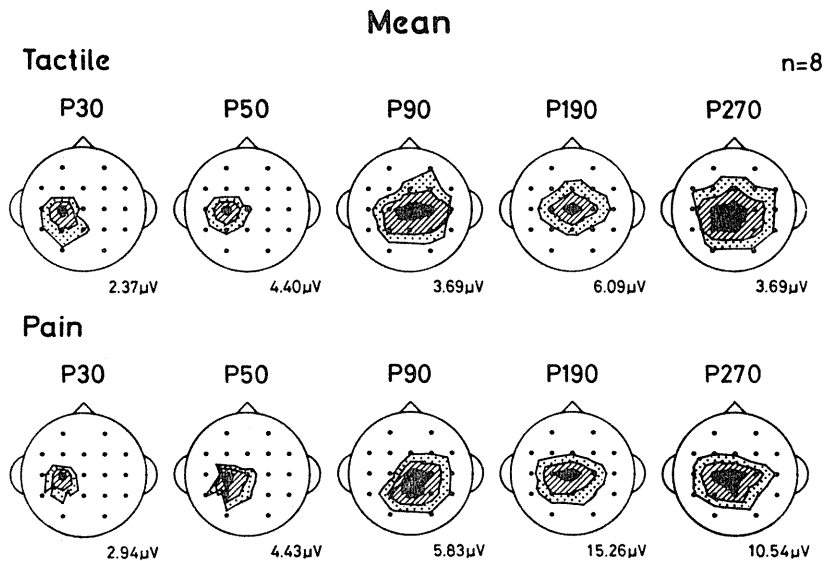 Mean
Tactile n=8
P30 P50 P90 P190 P270
2.37µV 4.40µV 3.69µV 6.09µV 3.69µV
Pain
P30 P50 P90 P190 P270
2.94µV 4.43µV 5.83µV 15.26µV 10.54µV